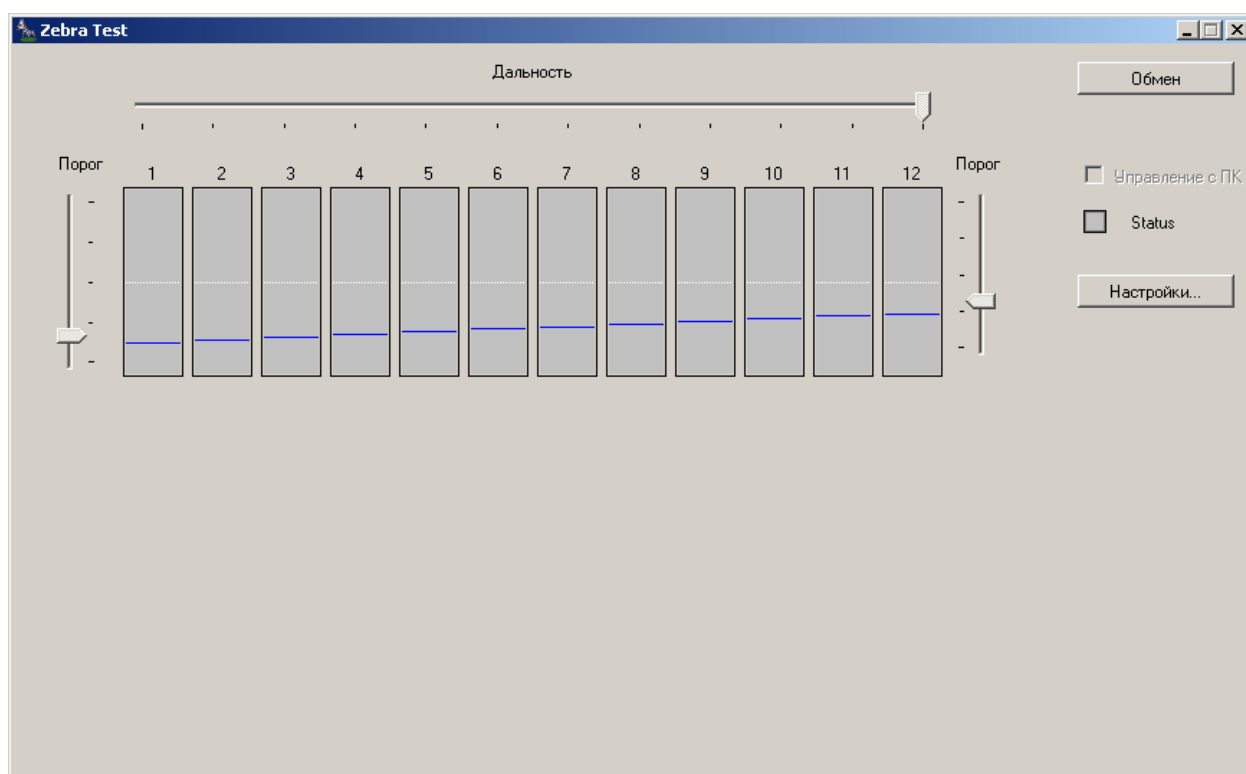 Zebra Test
Дальность
Обмен
Порог
1 2 3 4 5 6 7 8 9 10 11 12
Порог
Управление с ПК
Status
Настройки...